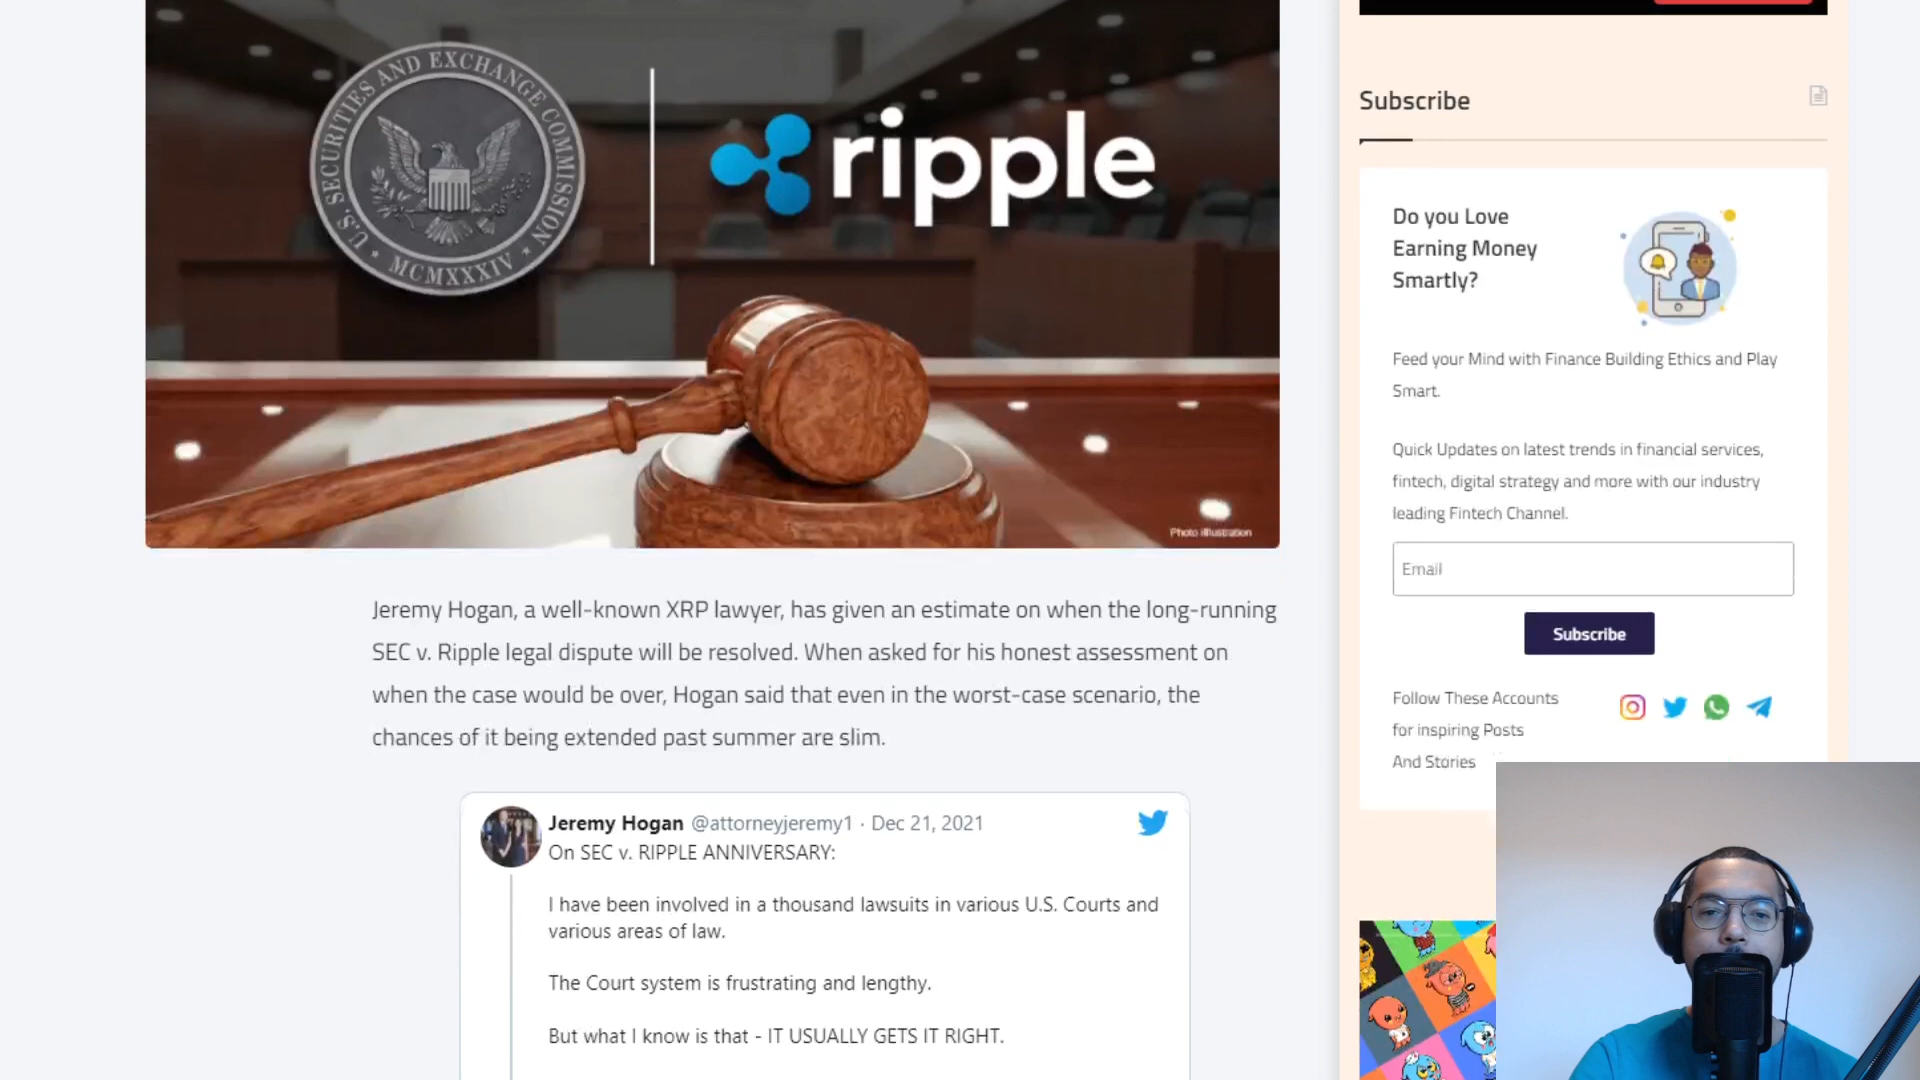 U.S. SECURITIES AND EXCHANGE COMMISSION
MCMXXXIV
ripple
Photo illustration
Jeremy Hogan, a well-known XRP lawyer, has given an estimate on when the long-running
SEC v. Ripple legal dispute will be resolved. When asked for his honest assessment on
when the case would be over, Hogan said that even in the worst-case scenario, the
chances of it being extended past summer are slim.
Jeremy Hogan @attorneyjeremy1 · Dec 21, 2021
On SEC v. RIPPLE ANNIVERSARY:
I have been involved in a thousand lawsuits in various U.S. Courts and
various areas of law.
The Court system is frustrating and lengthy.
But what I know is that - IT USUALLY GETS IT RIGHT.
Subscribe
Do you Love
Earning Money
Smartly?
Feed your Mind with Finance Building Ethics and Play
Smart.
Quick Updates on latest trends in financial services,
fintech, digital strategy and more with our industry
leading Fintech Channel.
Email
Subscribe
Follow These Accounts
for inspiring Posts
And Stories